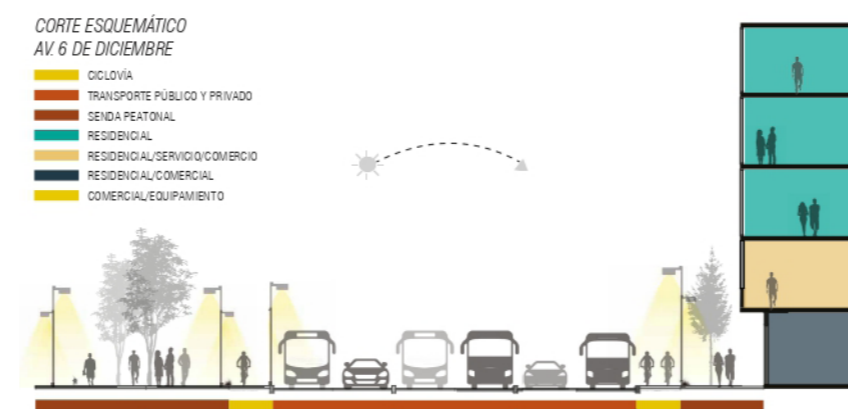 CORTE ESQUEMÁTICO
AV. 6 DE DICIEMBRE
CICLOVÍA
TRANSPORTE PÚBLICO Y PRIVADO
SENDA PEATONAL
RESIDENCIAL
RESIDENCIAL/SERVICIO/COMERCIO
RESIDENCIAL/COMERCIAL
COMERCIAL/EQUIPAMIENTO